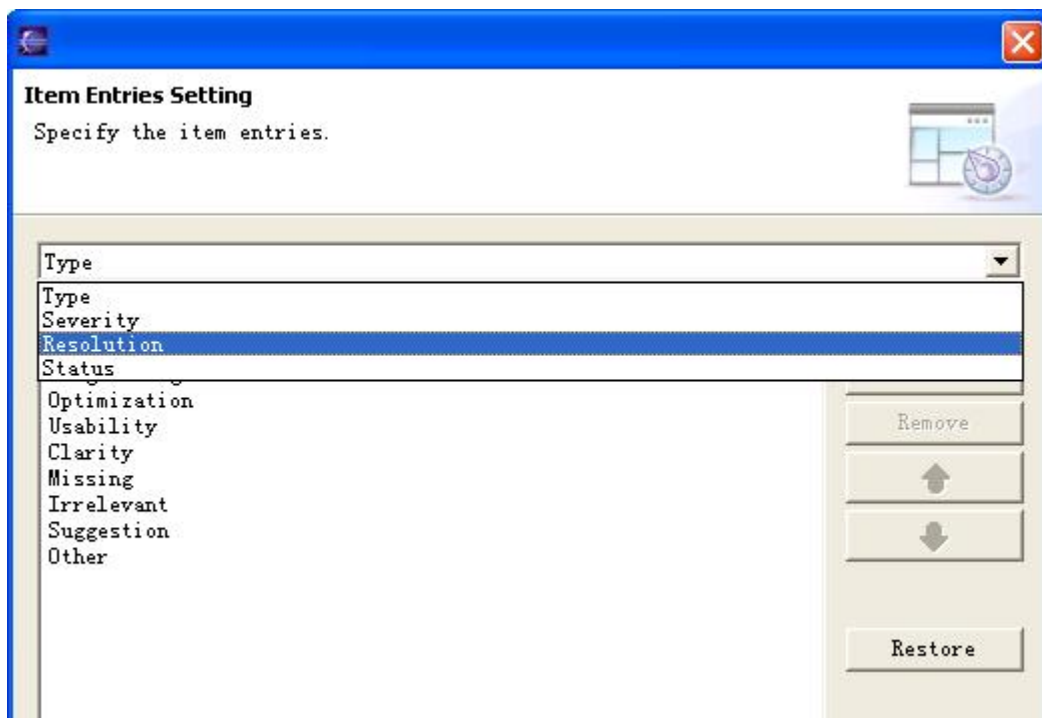 Item Entries Setting
Specify the item entries.
Type
Type
Severity
Resolution
Status
Optimization
Usability
Clarity
Missing
Irrelevant
Suggestion
Other
Remove
Restore